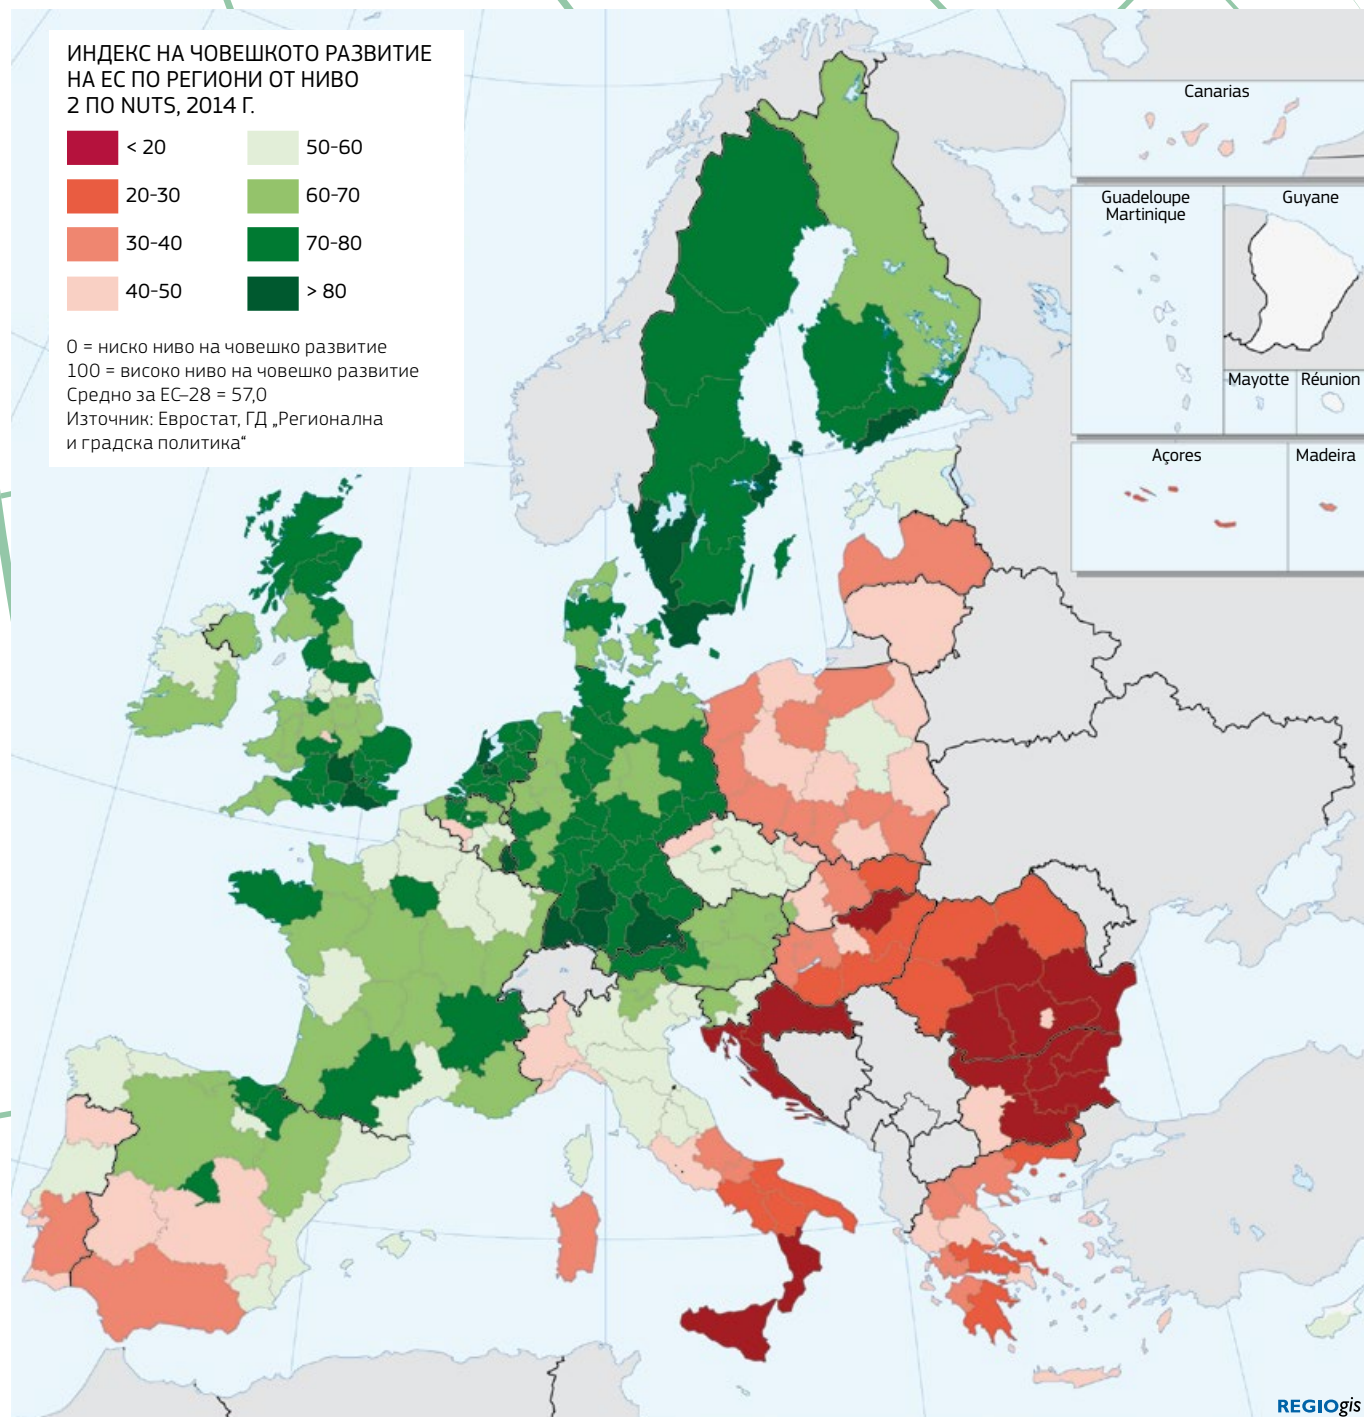 ИНДЕКС НА ЧОВЕШКОТО РАЗВИТИЕ
НА ЕС ПО РЕГИОНИ ОТ НИВО
2 ПО NUTS, 2014 Г.
< 20
20-30
30-40
40-50
50-60
60-70
70-80
> 80
0 = ниско ниво на човешко развитие
100 = високо ниво на човешко развитие
Средно за ЕС–28 = 57,0
Източник: Евростат, ГД „Регионална
и градска политика“
Canarias
Guadeloupe
Martinique
Guyane
Mayotte
Réunion
Açores
Madeira
REGIOgis